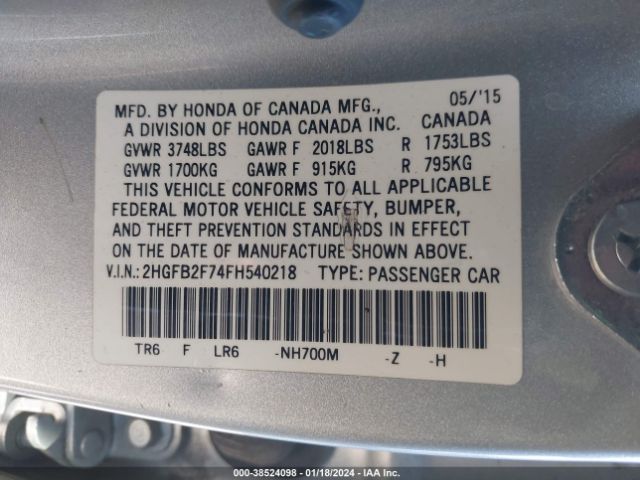 MFD. BY HONDA OF CANADA MFG., 05/'15
A DIVISION OF HONDA CANADA INC. CANADA
GVWR 3748LBS GAWR F 2018LBS R 1753LBS
GVWR 1700KG GAWR F 915KG R 795KG
THIS VEHICLE CONFORMS TO ALL APPLICABLE
FEDERAL MOTOR VEHICLE SAFETY, BUMPER,
AND THEFT PREVENTION STANDARDS IN EFFECT
ON THE DATE OF MANUFACTURE SHOWN ABOVE.
V.I.N.: 2HGFB2F74FH540218 TYPE: PASSENGER CAR
TR6 F LR6 -NH700M -Z -H
000-38524098 - 01/18/2024 - IAA Inc.